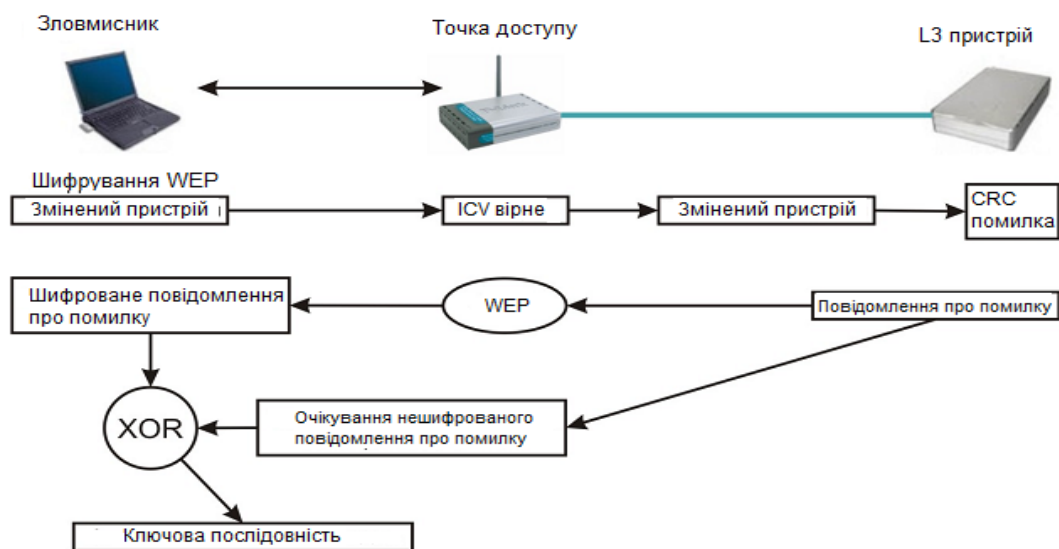 Зловмисник
Точка доступу
L3 пристрій
Шифрування WEP
Змінений пристрій
ICV вірне
Змінений пристрій
CRC
помилка
Шифроване повідомлення
про помилку
WEP
Повідомлення про помилку
XOR
Очікування нешифрованого
повідомлення про помилку
Ключова послідовність